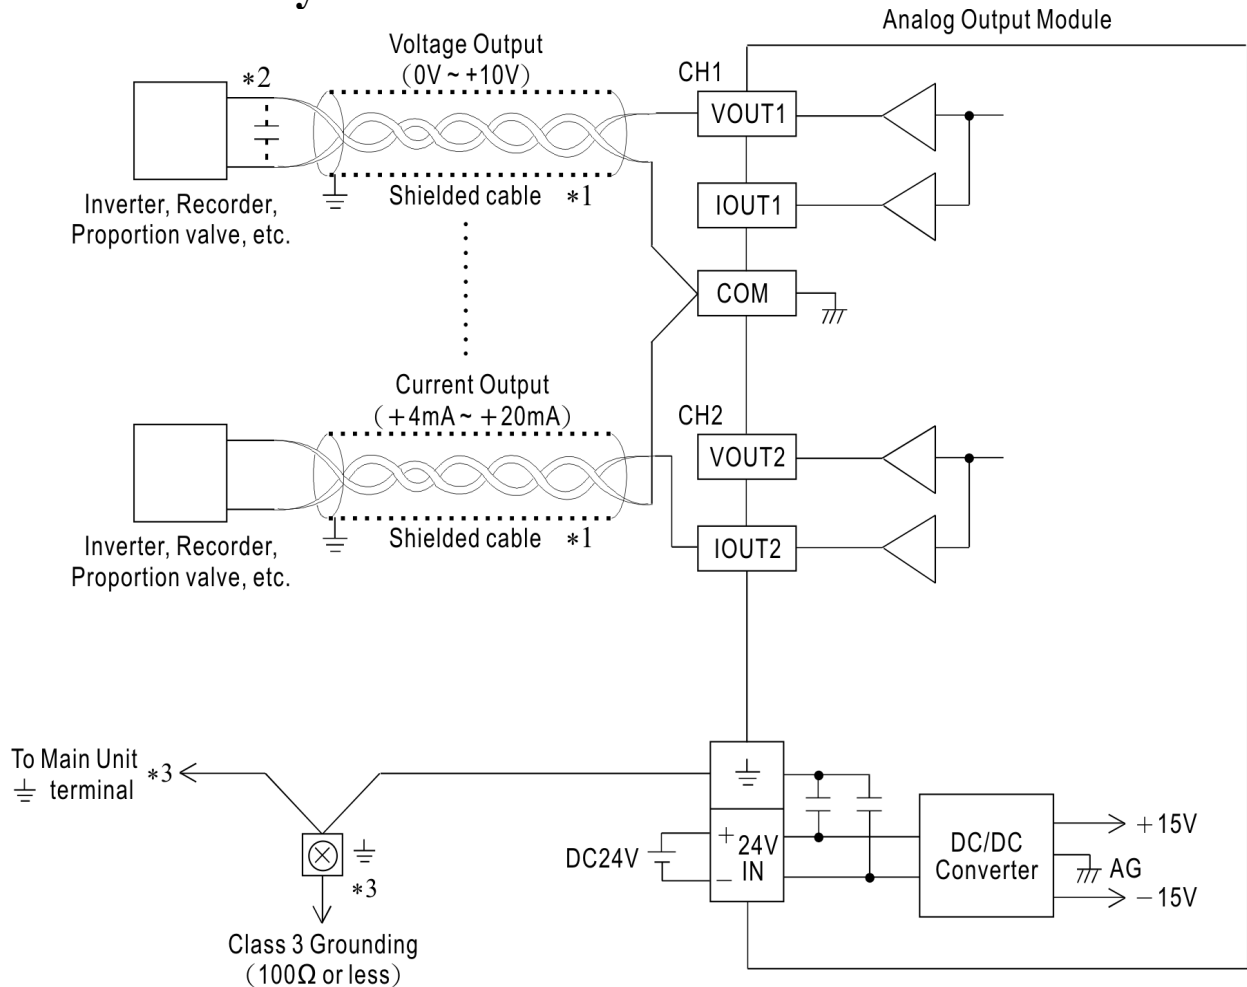 Analog Output Module
Voltage Output
(0V ~ +10V)
CH1
*2
VOUT1
Shielded cable *1
IOUT1
Inverter, Recorder,
Proportion valve, etc.
COM
Current Output
(+4mA ~ +20mA)
CH2
VOUT2
Shielded cable *1
IOUT2
Inverter, Recorder,
Proportion valve, etc.
To Main Unit
terminal
*3
*3
DC24V
+ 24V
− IN
DC/DC
Converter
+15V
AG
−15V
Class 3 Grounding
(100Ω or less)